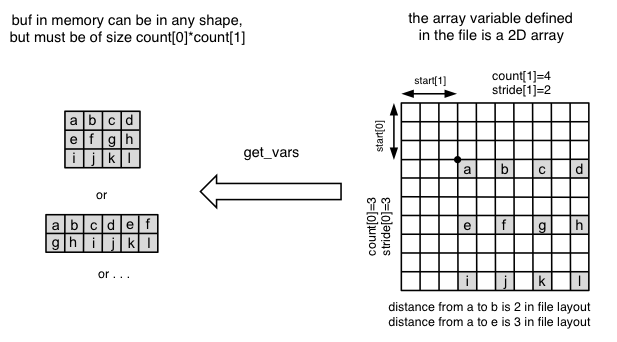 buf in memory can be in any shape,
but must be of size count[0]*count[1]
the array variable defined
in the file is a 2D array
start[1]
count[1]=4
stride[1]=2
start[0]
a b c d
e f g h
i j k l
get_vars
or
a b c d e f
g h i j k l
or . . .
count[0]=3
stride[0]=3
a b c d
e f g h
i j k l
distance from a to b is 2 in file layout
distance from a to e is 3 in file layout